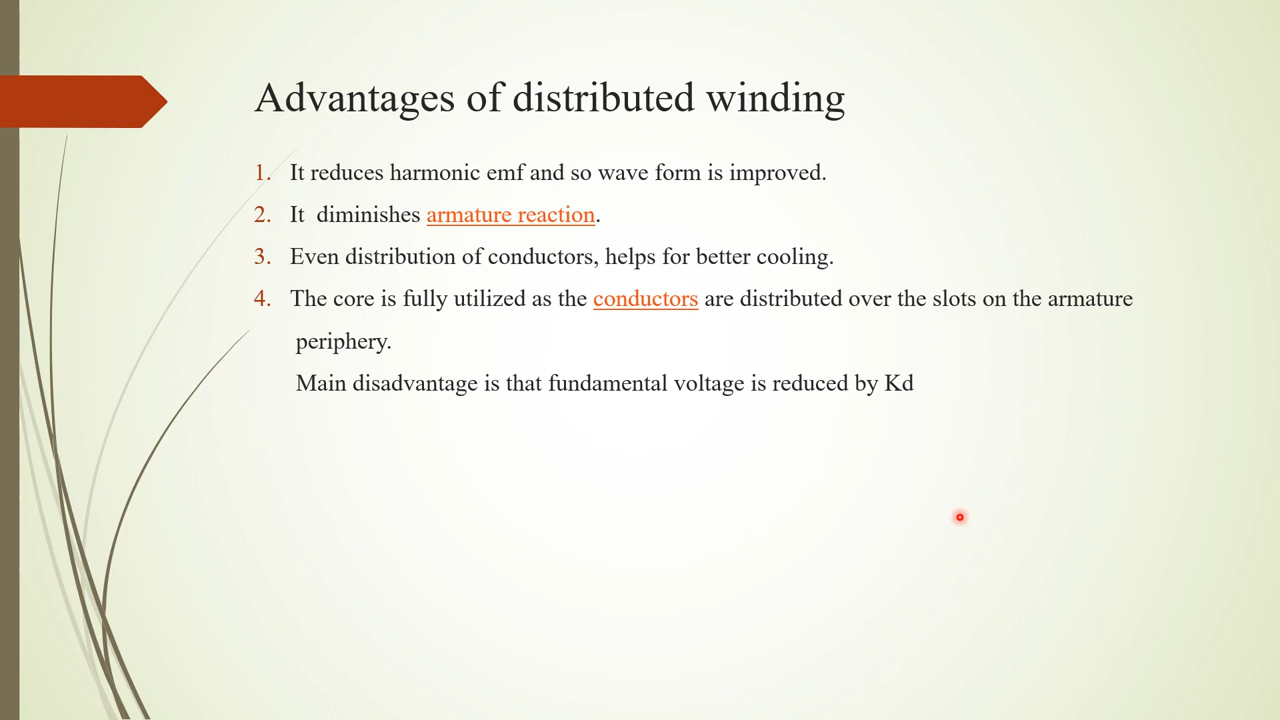 Advantages of distributed winding
1. It reduces harmonic emf and so wave form is improved.
2. It  diminishes armature reaction.
3. Even distribution of conductors, helps for better cooling.
4. The core is fully utilized as the conductors are distributed over the slots on the armature
periphery.
Main disadvantage is that fundamental voltage is reduced by Kd